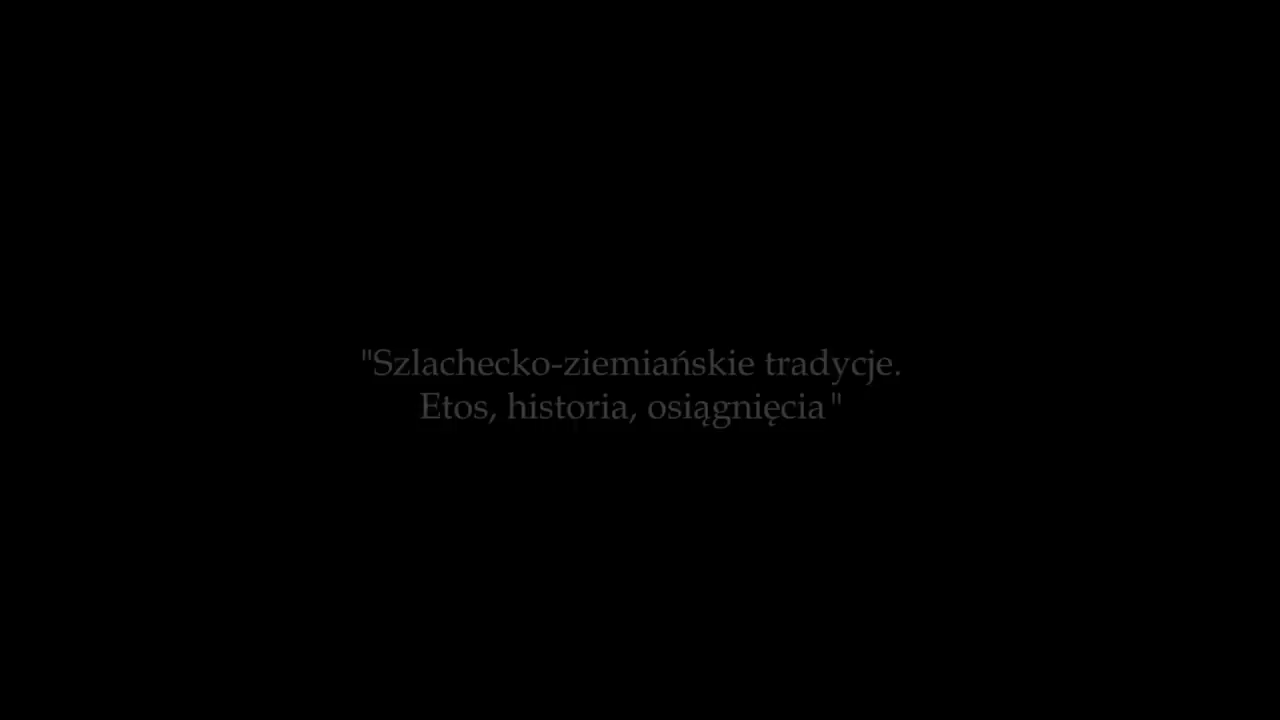 "Szlachecko-ziemiańskie tradycje.
Etos, historia, osiągnięcia"